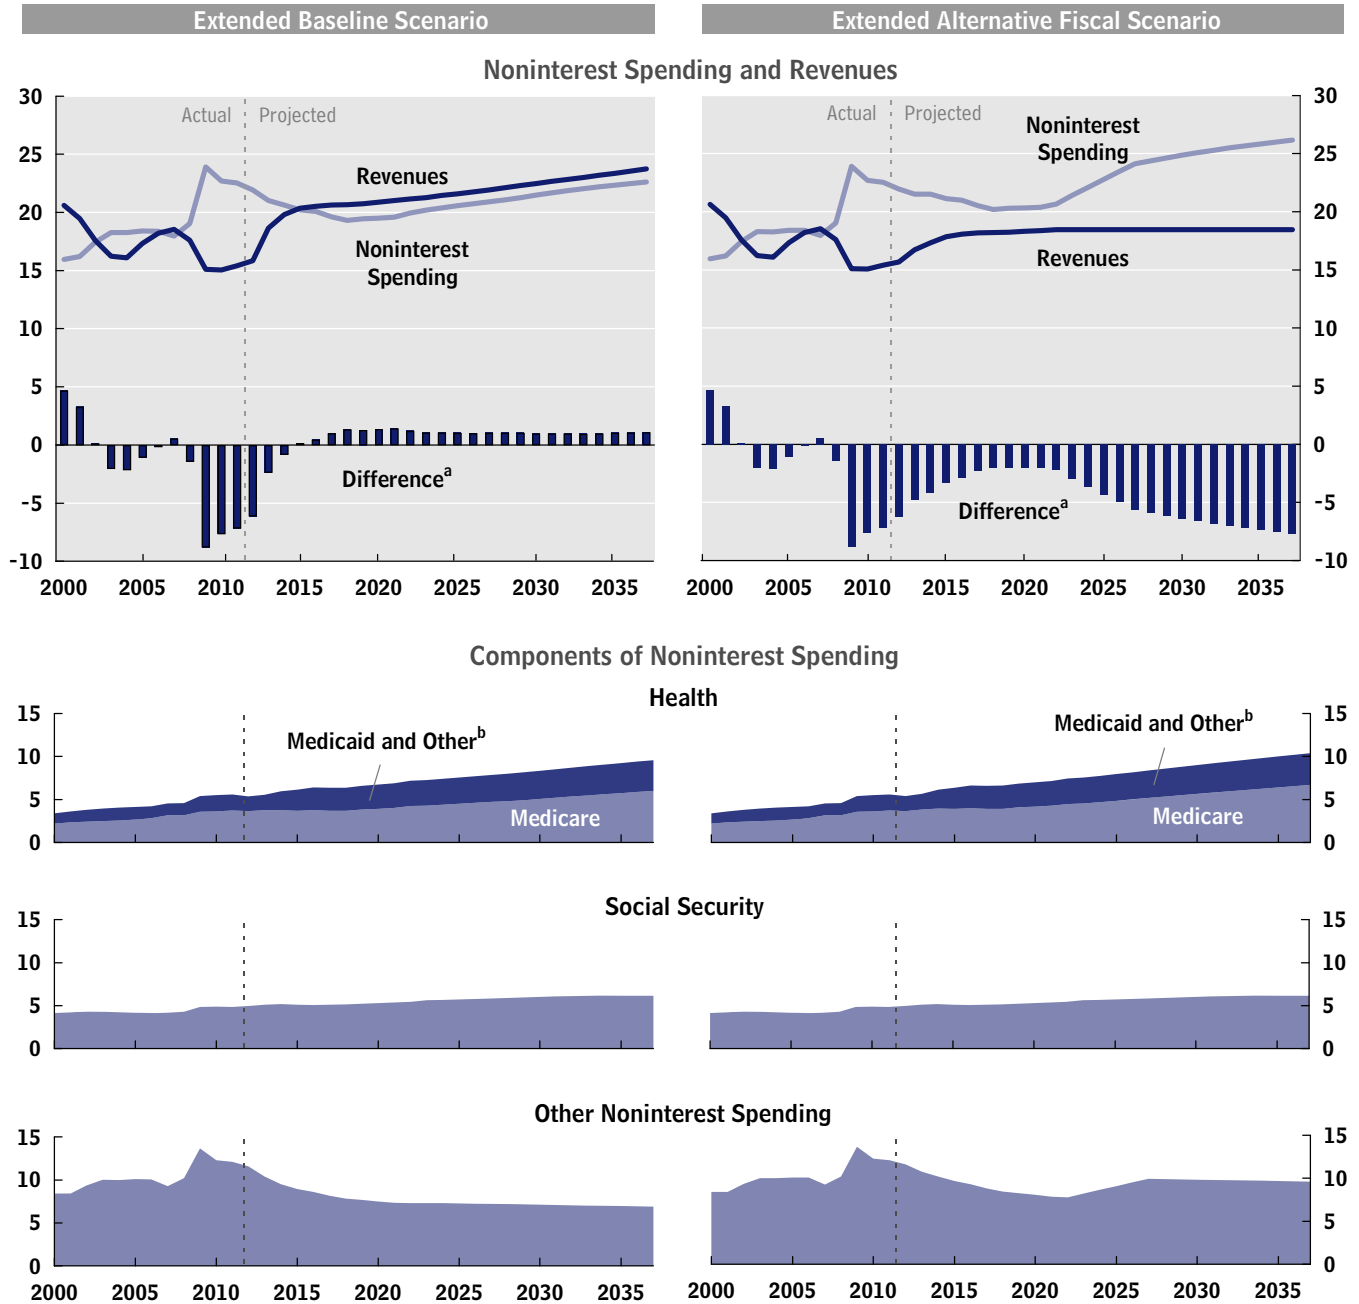 Extended Baseline Scenario
Extended Alternative Fiscal Scenario
Noninterest Spending and Revenues
30
25
20
15
10
5
0
-5
-10
Actual
Projected
Revenues
Noninterest
Spending
Differenceᵃ
2000 2005 2010 2015 2020 2025 2030 2035
Actual
Projected
Noninterest
Spending
Revenues
Differenceᵃ
30
25
20
15
10
5
0
-5
-10
2000 2005 2010 2015 2020 2025 2030 2035
Components of Noninterest Spending
Health
15
10
5
0
Medicaid and Otherᵇ
Medicare
Medicaid and Otherᵇ
Medicare
15
10
5
0
Social Security
15
10
5
0
15
10
5
0
Other Noninterest Spending
15
10
5
0
2000 2005 2010 2015 2020 2025 2030 2035
15
10
5
0
2000 2005 2010 2015 2020 2025 2030 2035